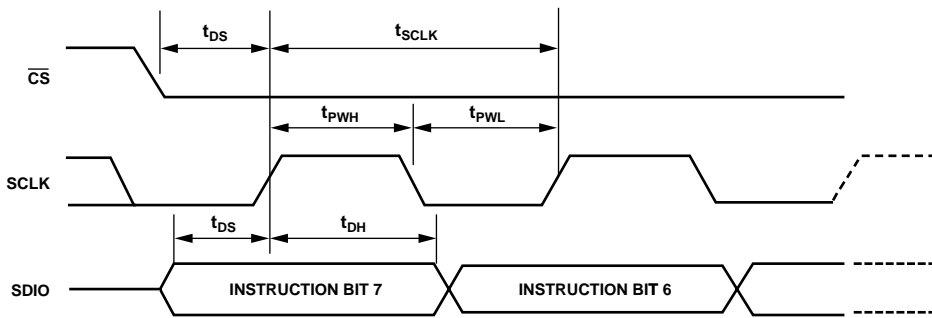 tDS
tSCLK
CS
tPWH
tPWL
SCLK
tDS
tDH
SDIO
INSTRUCTION BIT 7
INSTRUCTION BIT 6